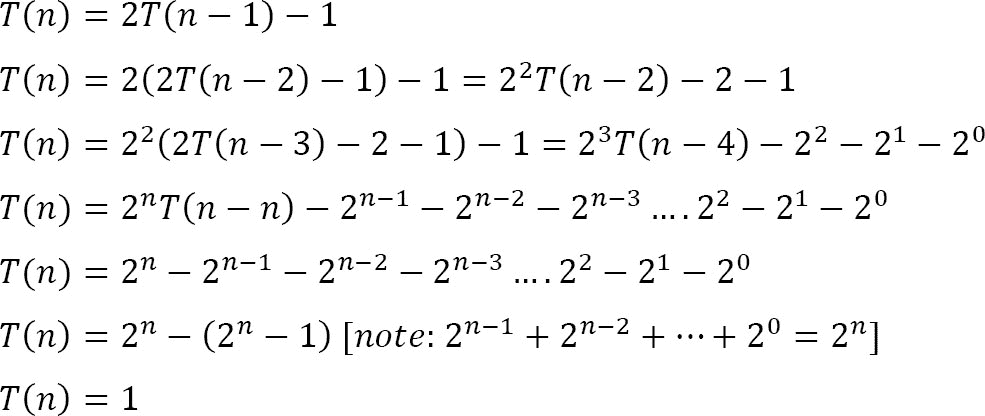 T(n) = 2T(n − 1) − 1
T(n) = 2(2T(n − 2) − 1) − 1 = 2²T(n − 2) − 2 − 1
T(n) = 2²(2T(n − 3) − 2 − 1) − 1 = 2³T(n − 4) − 2² − 2¹ − 2⁰
T(n) = 2ⁿT(n − n) − 2ⁿ⁻¹ − 2ⁿ⁻² − 2ⁿ⁻³ … . 2² − 2¹ − 2⁰
T(n) = 2ⁿ − 2ⁿ⁻¹ − 2ⁿ⁻² − 2ⁿ⁻³ … . 2² − 2¹ − 2⁰
T(n) = 2ⁿ − (2ⁿ − 1) [note: 2ⁿ⁻¹ + 2ⁿ⁻² + ⋯ + 2⁰ = 2ⁿ]
T(n) = 1